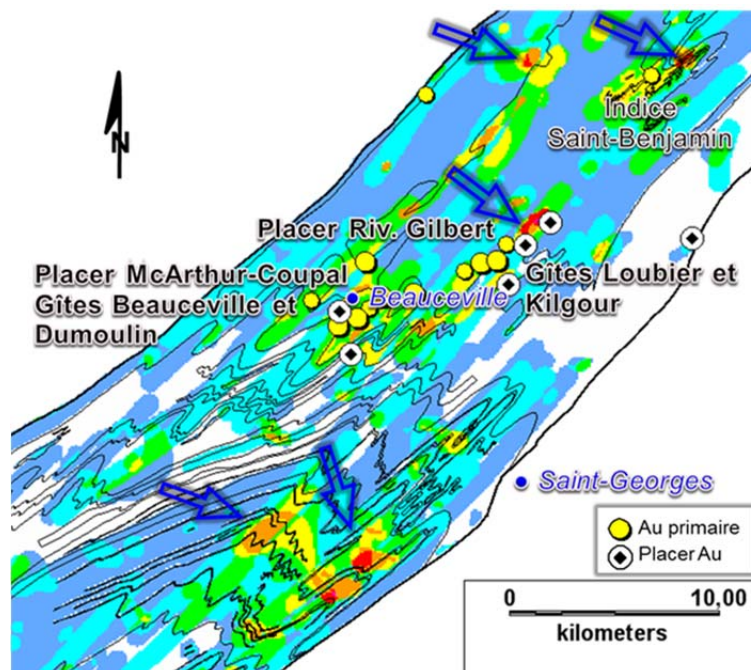 N
Indice
Saint-Benjamin
Placer Riv. Gilbert
Placer McArthur-Coupal
Gîtes Beauceville et
Dumoulin
Beauceville
Gîtes Loubier et
Kilgour
Saint-Georges
Au primaire
Placer Au
0 10,00
kilometers